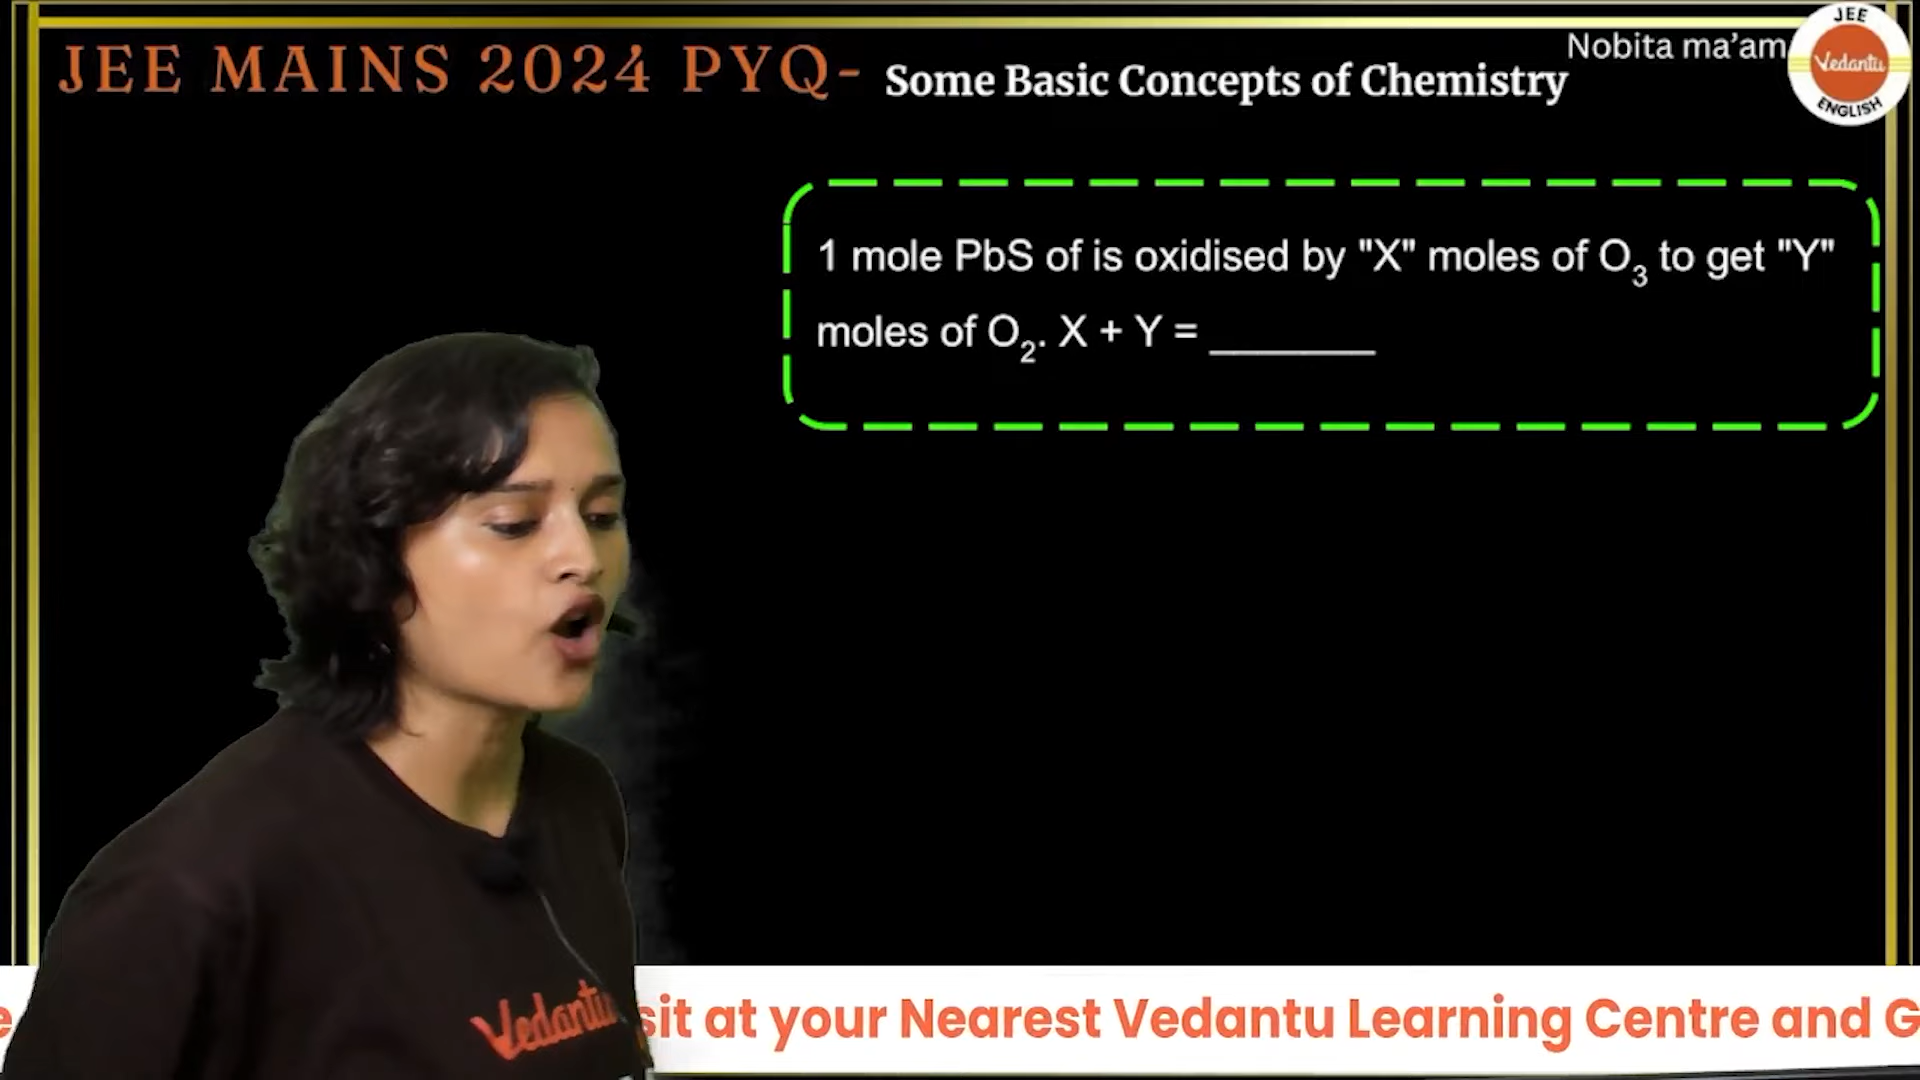 JEE MAINS 2024 PYQ- Some Basic Concepts of Chemistry
Nobita ma'am
JEE
Vedantu
ENGLISH
1 mole PbS of is oxidised by "X" moles of O₃ to get "Y"
moles of O₂. X + Y = ________
Vedantu
sit at your Nearest Vedantu Learning Centre and G